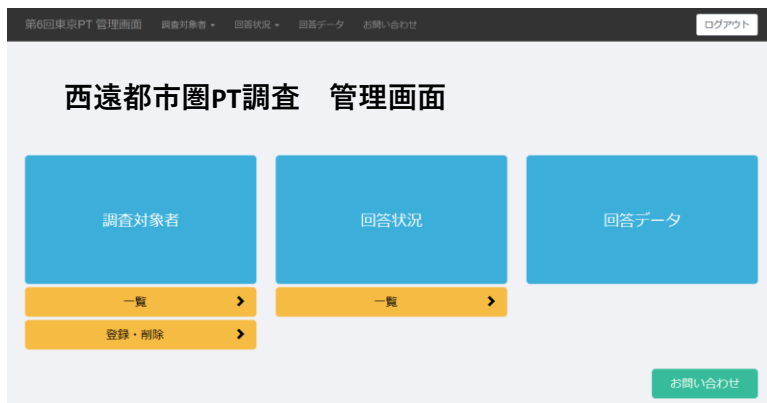 第6回東京PT 管理画面 調査対象者 回答状況 回答データ お問い合わせ ログアウト
西遠都市圏PT調査 管理画面
調査対象者 回答状況 回答データ
一覧 一覧
登録・削除
お問い合わせ